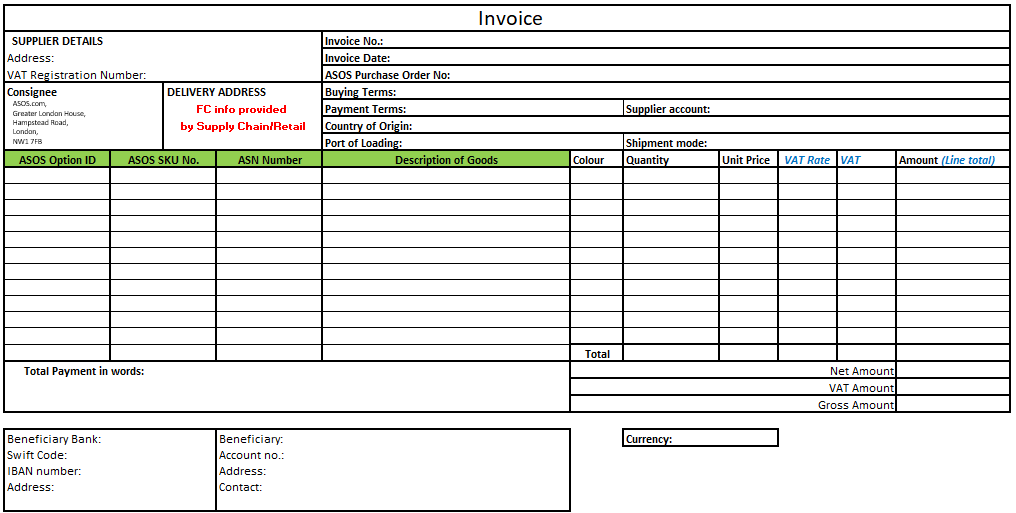 Invoice
SUPPLIER DETAILS
Address:
VAT Registration Number:
Invoice No.:
Invoice Date:
ASOS Purchase Order No:
Consignee
ASOS.com,
Greater London House,
Hampstead Road,
London,
NW1 7FB
DELIVERY ADDRESS
FC info provided
by Supply Chain/Retail
Buying Terms:
Payment Terms: Supplier account:
Country of Origin:
Port of Loading: Shipment mode:
ASOS Option ID ASOS SKU No. ASN Number Description of Goods Colour Quantity Unit Price VAT Rate VAT Amount (Line total)
Total
Total Payment in words:
Net Amount
VAT Amount
Gross Amount
Beneficiary Bank:
Swift Code:
IBAN number:
Address:
Beneficiary:
Account no.:
Address:
Contact:
Currency: